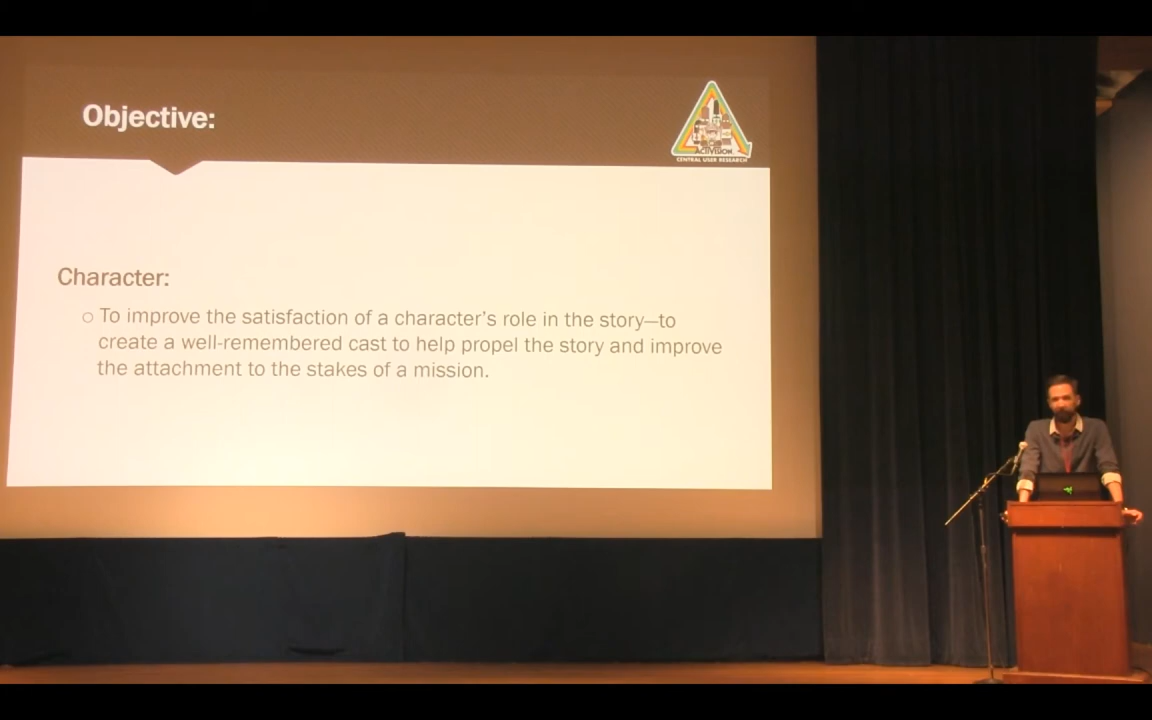 Objective:
ACTIVISION
CENTRAL USER RESEARCH
Character:
To improve the satisfaction of a character's role in the story—to
create a well-remembered cast to help propel the story and improve
the attachment to the stakes of a mission.